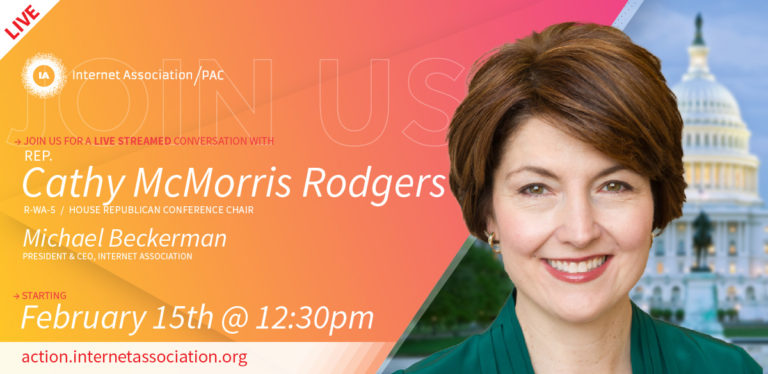 LIVE
IA
Internet Association/PAC
JOIN US
→ JOIN US FOR A LIVE STREAMED CONVERSATION WITH
REP.
Cathy McMorris Rodgers
R-WA-5 / HOUSE REPUBLICAN CONFERENCE CHAIR
Michael Beckerman
PRESIDENT & CEO, INTERNET ASSOCIATION
→ STARTING
February 15th @ 12:30pm
action.internetassociation.org